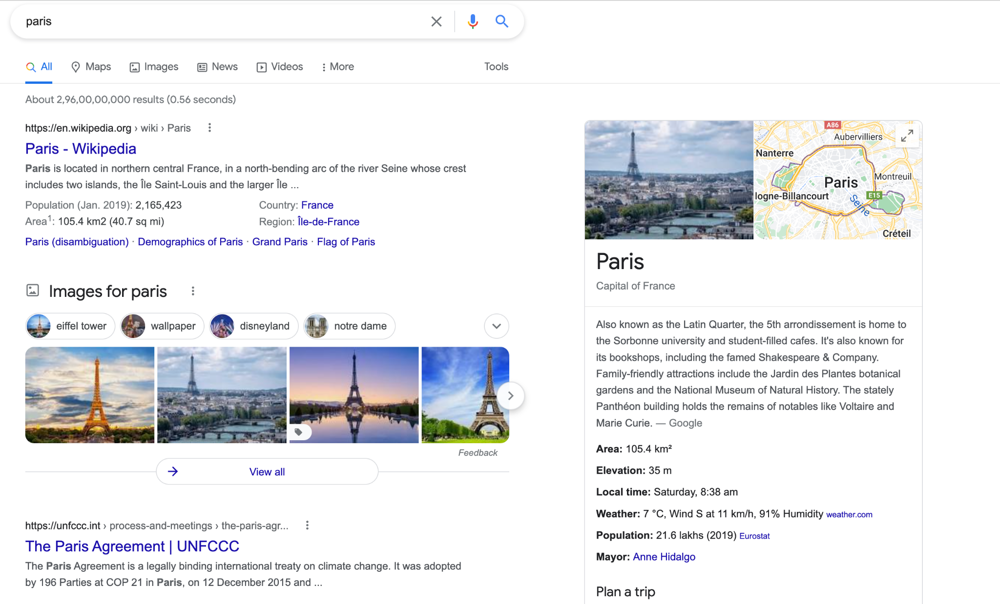 paris
All
Maps
Images
News
Videos
More
Tools
About 2,96,00,00,000 results (0.56 seconds)
https://en.wikipedia.org › wiki › Paris
Paris - Wikipedia
Paris is located in northern central France, in a north-bending arc of the river Seine whose crest
includes two islands, the Île Saint-Louis and the larger Île ...
Population (Jan. 2019): 2,165,423
Country: France
Area1: 105.4 km2 (40.7 sq mi)
Region: Île-de-France
Paris (disambiguation) · Demographics of Paris · Grand Paris · Flag of Paris
Images for paris
eiffel tower
wallpaper
disneyland
notre dame
Feedback
View all
https://unfccc.int › process-and-meetings › the-paris-agr...
The Paris Agreement | UNFCCC
The Paris Agreement is a legally binding international treaty on climate change. It was adopted
by 196 Parties at COP 21 in Paris, on 12 December 2015 and ...
A86
Aubervilliers
Nanterre
Montreuil
Paris
logne-Billancourt
E15
Seine
Créteil
Paris
Capital of France
Also known as the Latin Quarter, the 5th arrondissement is home to
the Sorbonne university and student-filled cafes. It's also known for
its bookshops, including the famed Shakespeare & Company.
Family-friendly attractions include the Jardin des Plantes botanical
gardens and the National Museum of Natural History. The stately
Panthéon building holds the remains of notables like Voltaire and
Marie Curie. — Google
Area: 105.4 km²
Elevation: 35 m
Local time: Saturday, 8:38 am
Weather: 7 °C, Wind S at 11 km/h, 91% Humidity weather.com
Population: 21.6 lakhs (2019) Eurostat
Mayor: Anne Hidalgo
Plan a trip